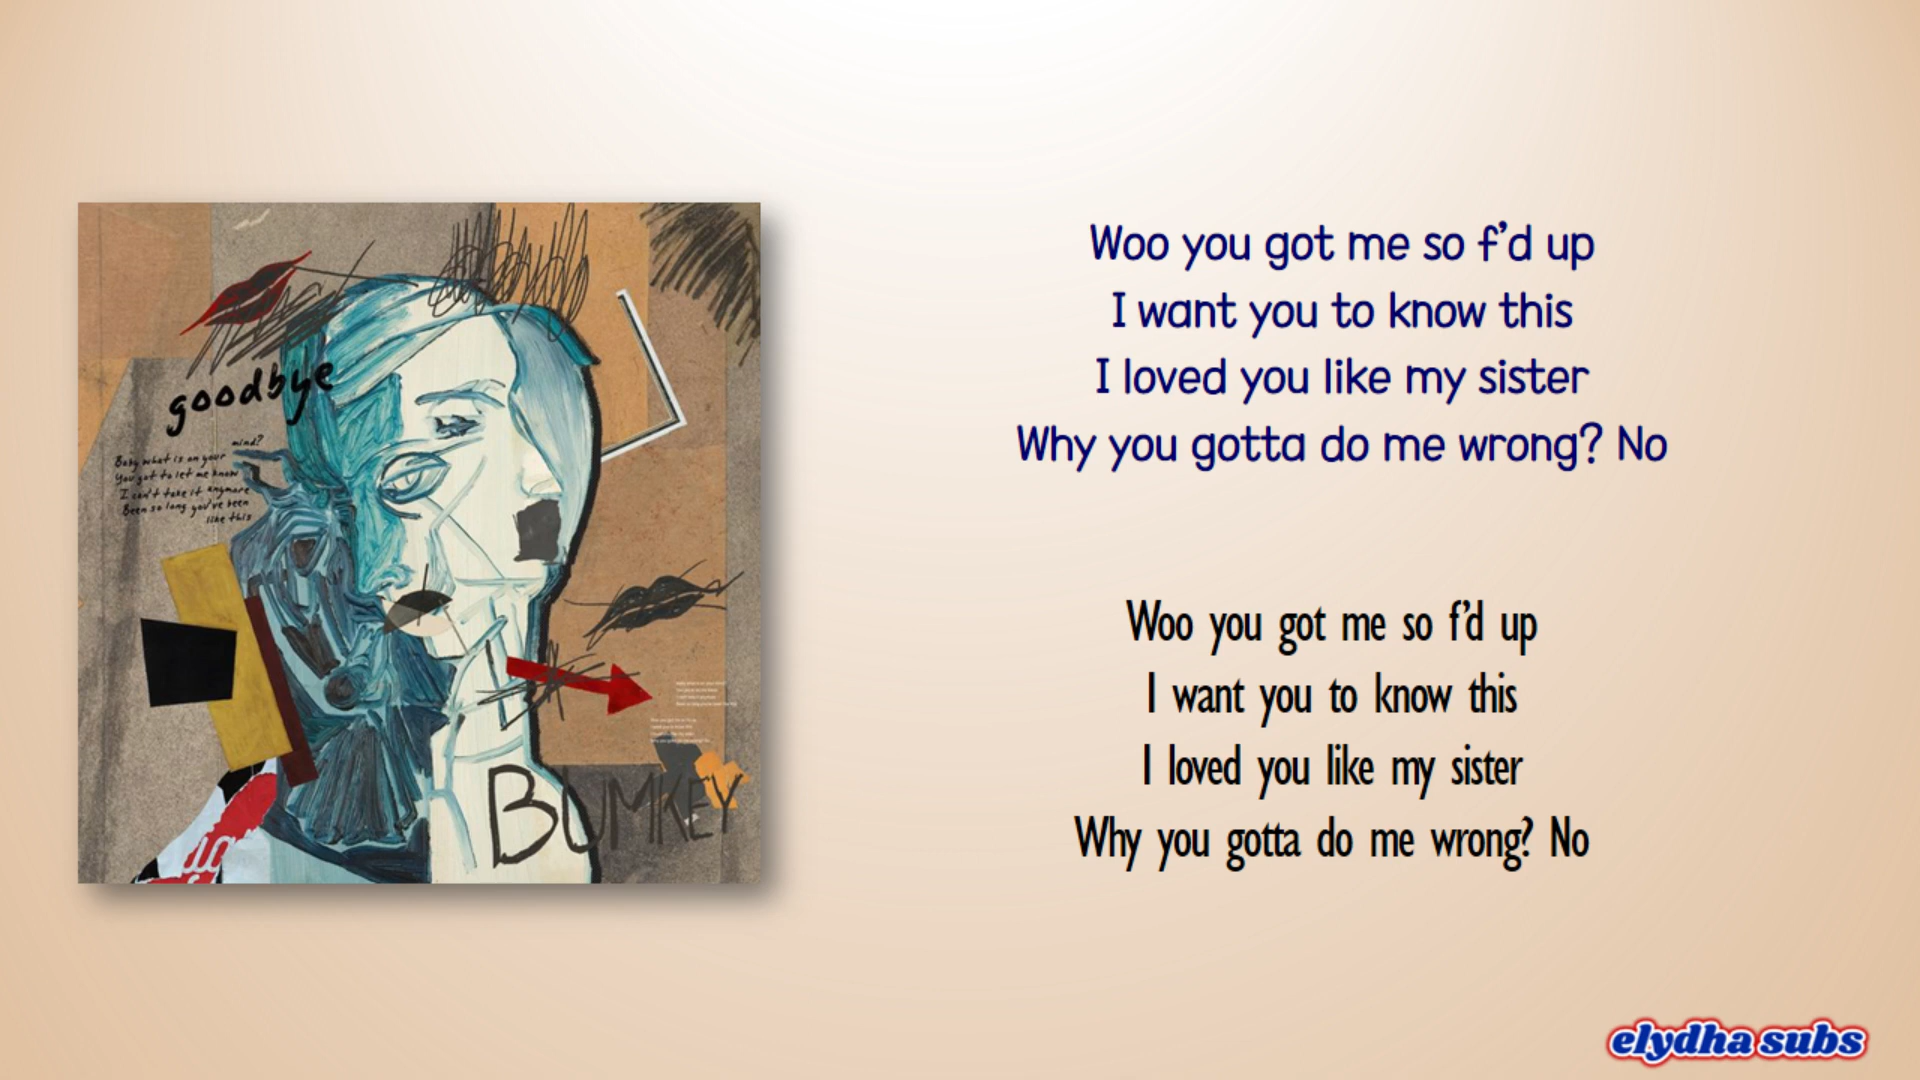 goodbye
mind?
Baby what is on your
You got to let me know
I can't take it anymore
Been so long you've been
like this
BUMKEY
Woo you got me so f'd up
I want you to know this
I loved you like my sister
Why you gotta do me wrong? No
Woo you got me so f'd up
I want you to know this
I loved you like my sister
Why you gotta do me wrong? No
elydha subs